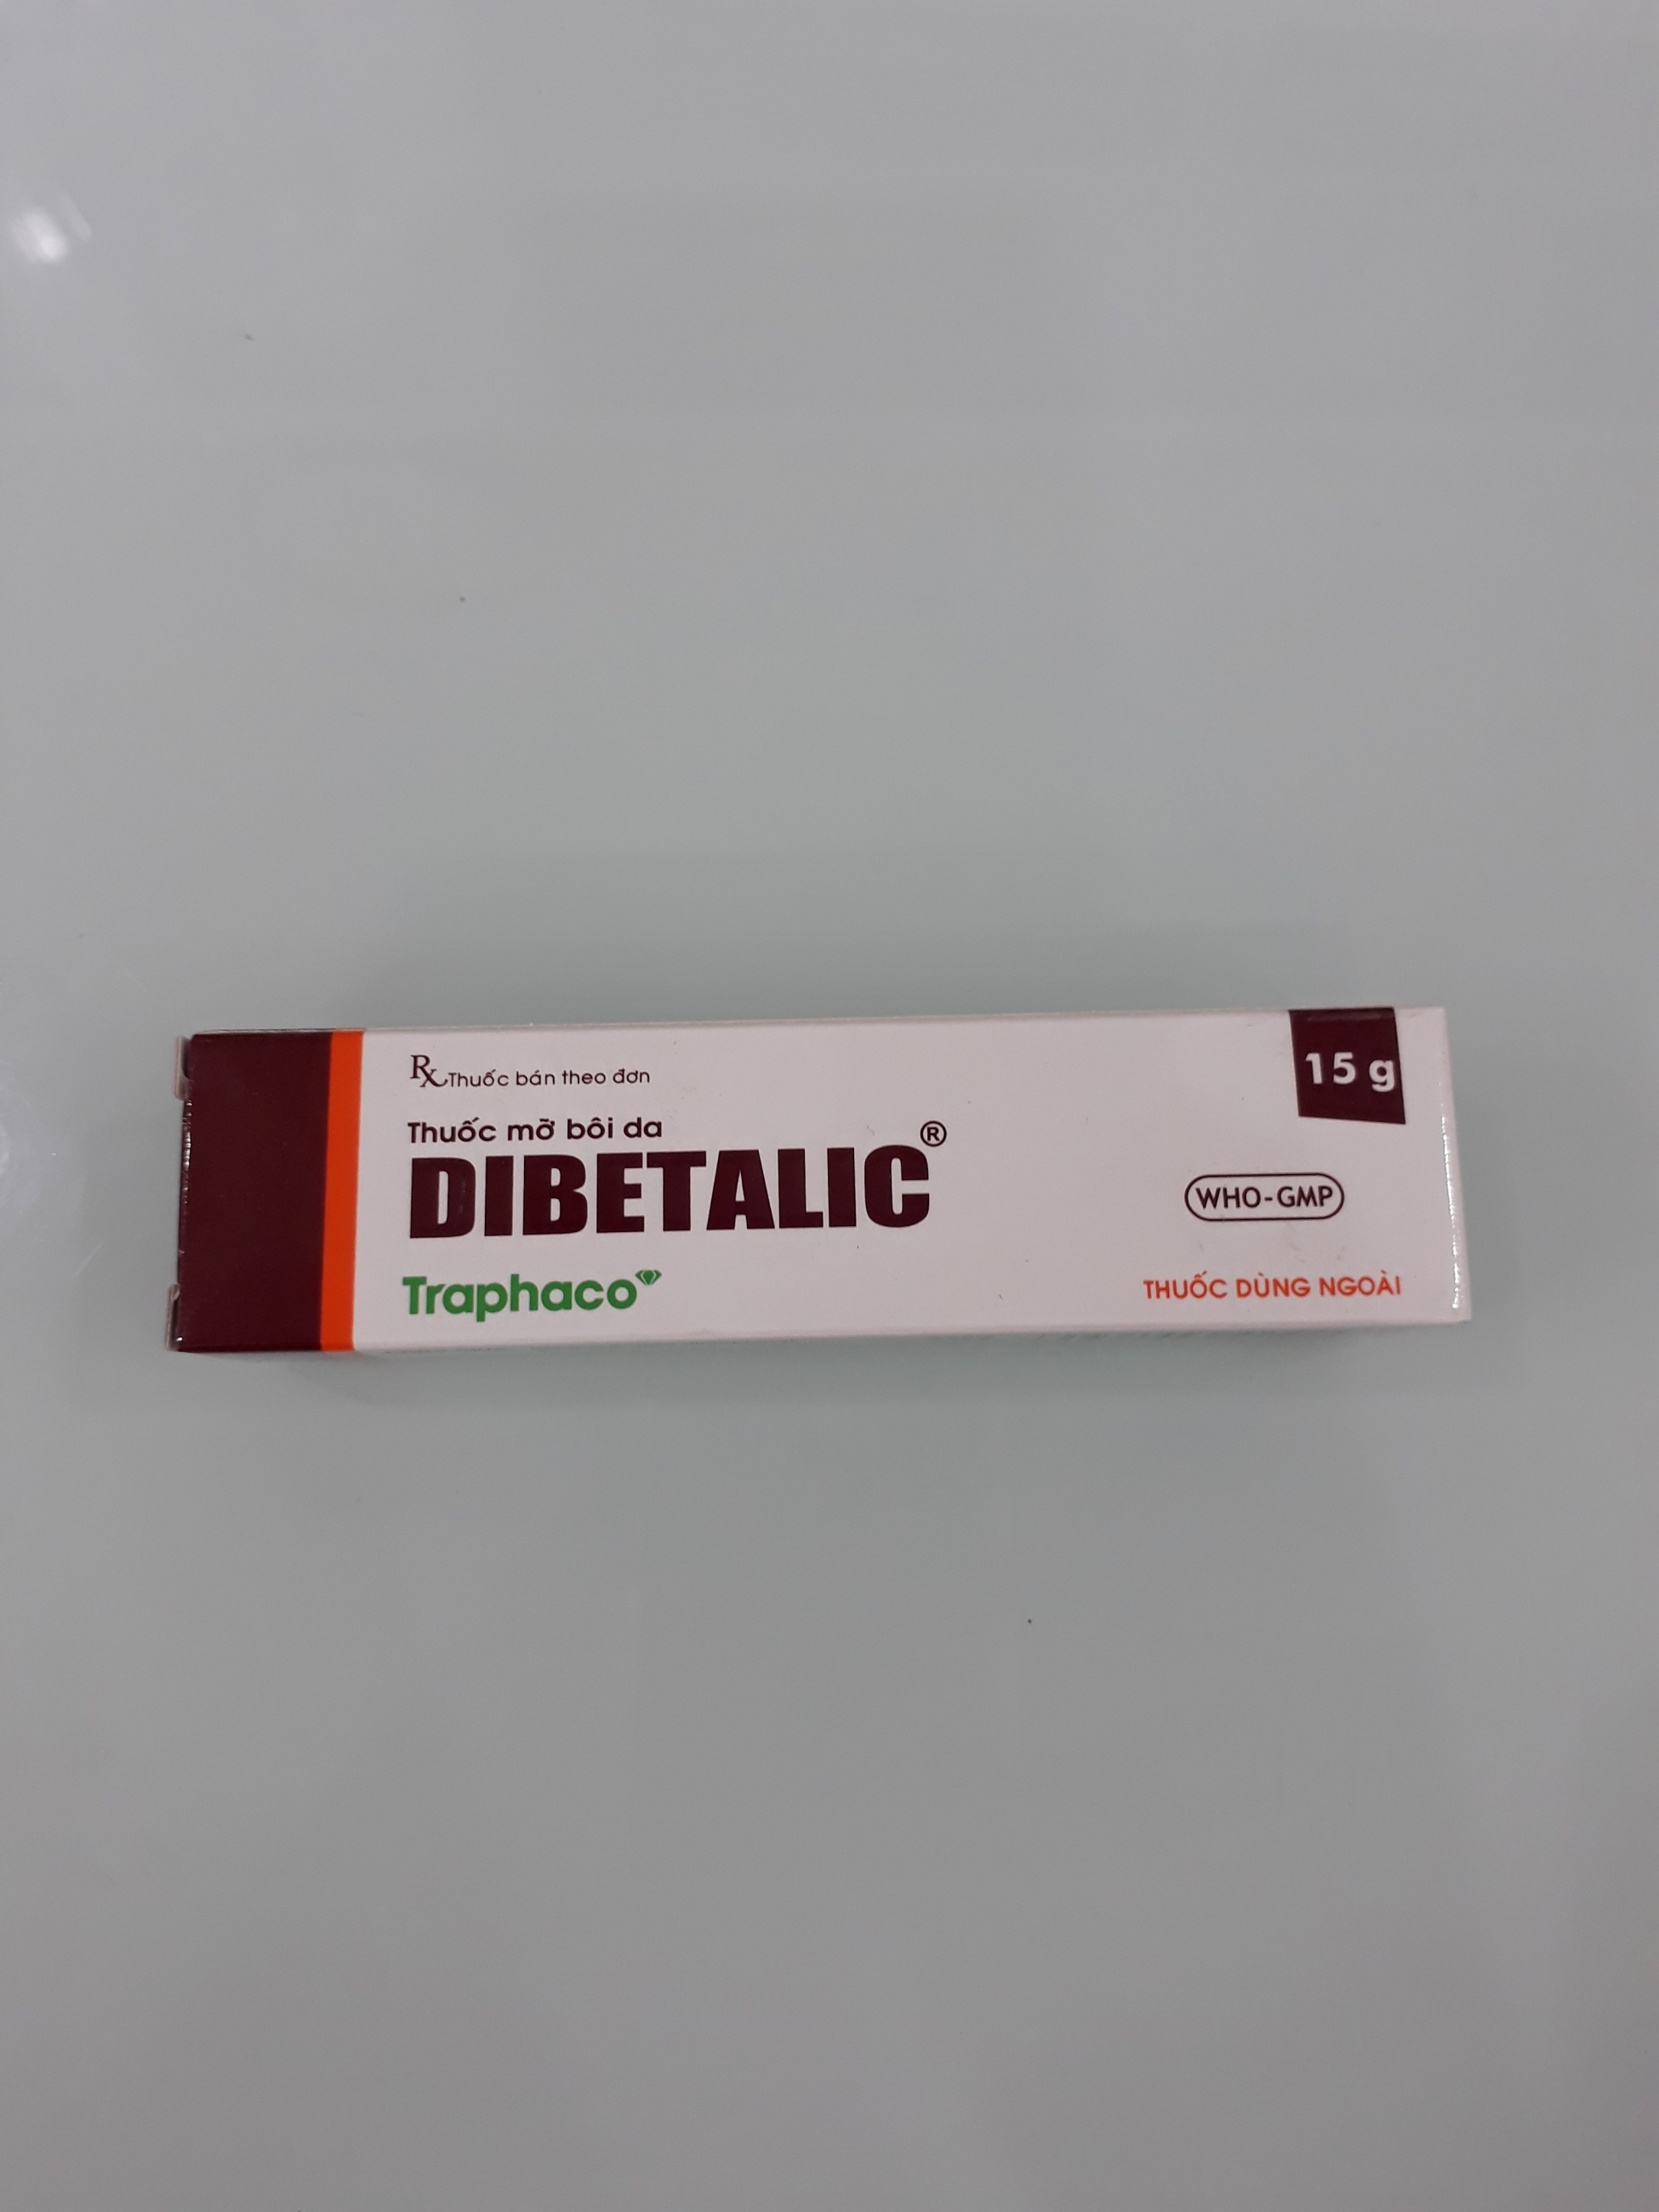 Rx Thuốc bán theo đơn
15 g
Thuốc mỡ bôi da
DIBETALIC®
WHO-GMP
Traphaco
THUỐC DÙNG NGOÀI